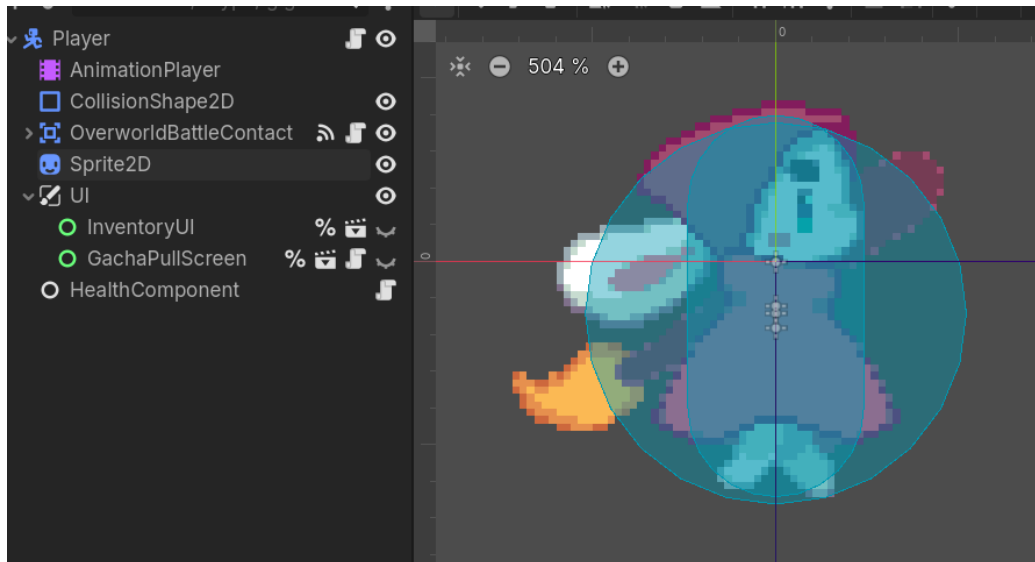 Player
AnimationPlayer
CollisionShape2D
OverworldBattleContact
Sprite2D
UI
InventoryUI %
GachaPullScreen %
HealthComponent
504 %
0
0